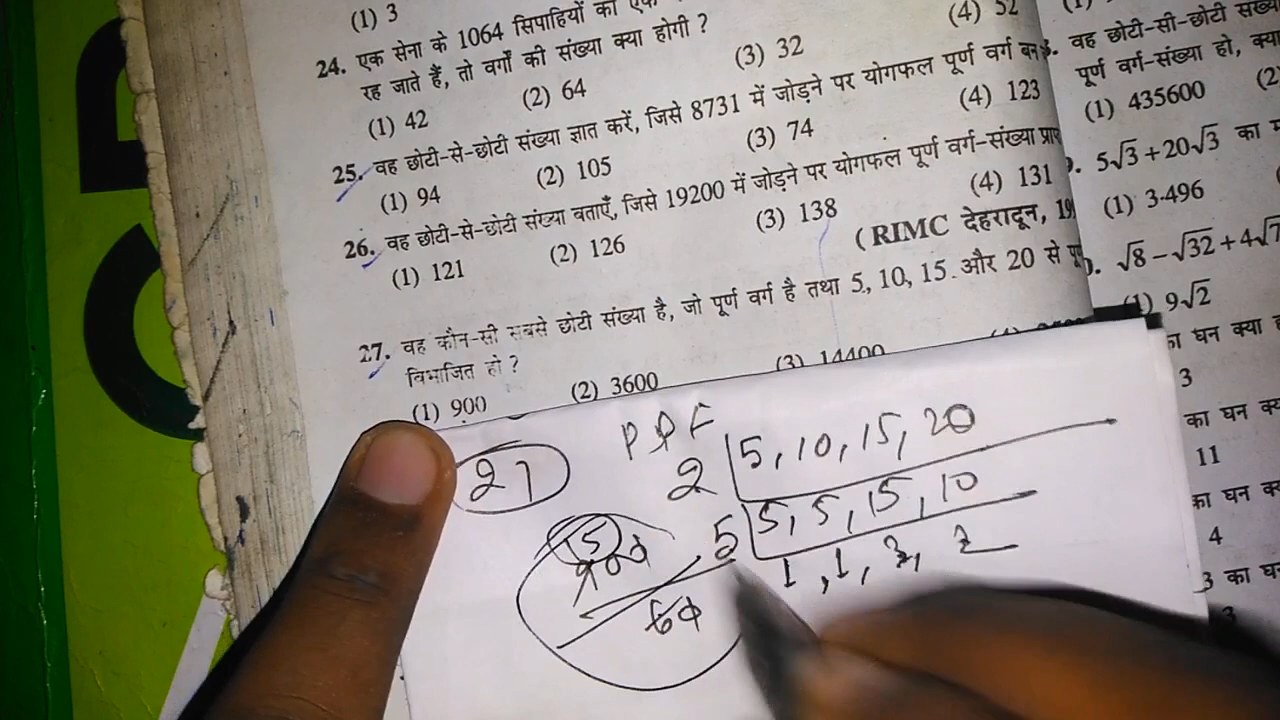 (1) 3
24. एक सेना के 1064 सिपाहियों को एक
रह जाते हैं, तो वर्गों की संख्या क्या होगी ?
(1) 42 (2) 64 (3) 32 (4) 52
25. वह छोटी-से-छोटी संख्या ज्ञात करें, जिसे 8731 में जोड़ने पर योगफल पूर्ण वर्ग बन
(1) 94 (2) 105 (3) 74 (4) 123
26. वह छोटी-से-छोटी संख्या बताएँ, जिसे 19200 में जोड़ने पर योगफल पूर्ण वर्ग-संख्या
(1) 121 (2) 126 (3) 138 (4) 131
(RIMC देहरादून, 19
27. वह कौन-सी सबसे छोटी संख्या है, जो पूर्ण वर्ग है तथा 5, 10, 15 और 20 से
विभाजित हो ?
(1) 900 (2) 3600 (3) 14400
वह छोटी-सी-छोटी
पूर्ण वर्ग-संख्या हो, क्या
(1) 435600 (2)
5√3 + 20√3 का
(1) 3·496
√8 − √32 + 4√
(1) 9√2
का घन क्या
3
का घन
11
का घन
4
3 का घन
27
2 5, 10, 15, 20
5 5, 5, 15, 10
1, 1, 3, 2
60